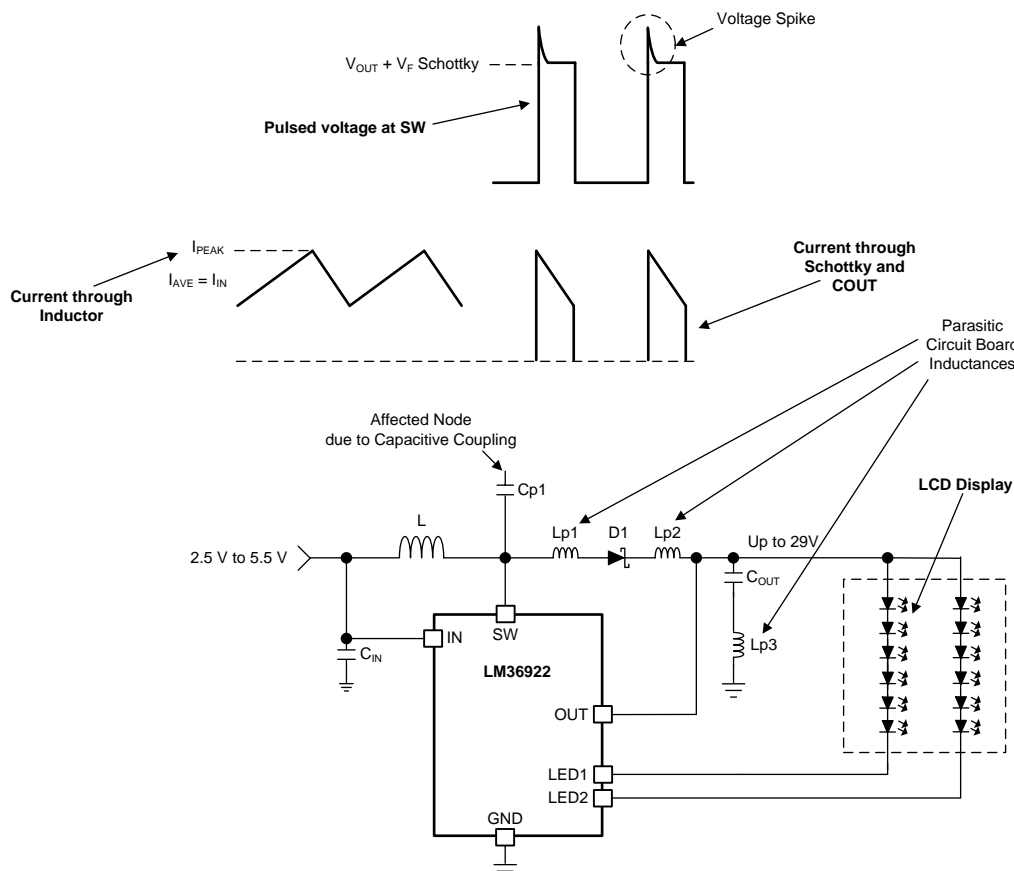 Voltage Spike
VOUT + VF Schottky
Pulsed voltage at SW
IPEAK
IAVE = IIN
Current through
Inductor
Current through
Schottky and
COUT
Parasitic
Circuit Board
Inductances
Affected Node
due to Capacitive Coupling
Cp1
LCD Display
L
Lp1
D1
Lp2
2.5 V to 5.5 V
Up to 29V
COUT
IN
SW
CIN
LM36922
Lp3
OUT
LED1
LED2
GND